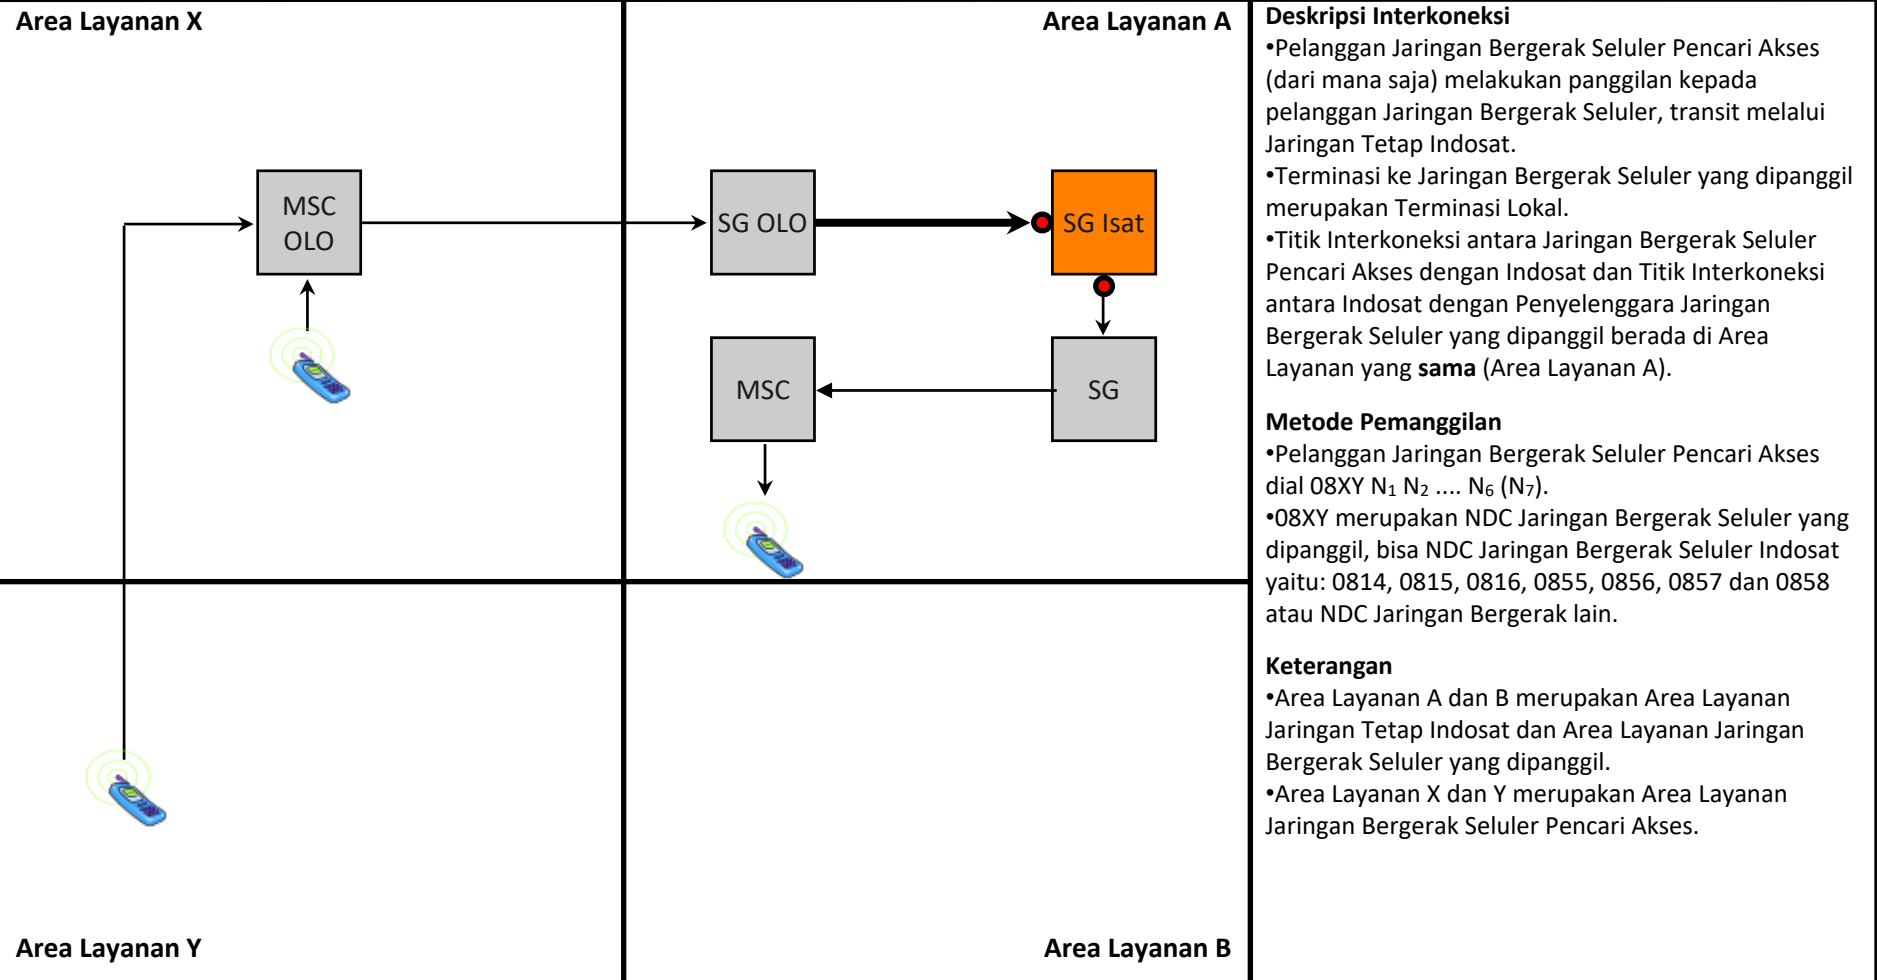 Area Layanan X
Area Layanan A
MSC
OLO
SG OLO
SG Isat
MSC
SG
Area Layanan Y
Area Layanan B
Deskripsi Interkoneksi
•Pelanggan Jaringan Bergerak Seluler Pencari Akses
(dari mana saja) melakukan panggilan kepada
pelanggan Jaringan Bergerak Seluler, transit melalui
Jaringan Tetap Indosat.
•Terminasi ke Jaringan Bergerak Seluler yang dipanggil
merupakan Terminasi Lokal.
•Titik Interkoneksi antara Jaringan Bergerak Seluler
Pencari Akses dengan Indosat dan Titik Interkoneksi
antara Indosat dengan Penyelenggara Jaringan
Bergerak Seluler yang dipanggil berada di Area
Layanan yang sama (Area Layanan A).
Metode Pemanggilan
•Pelanggan Jaringan Bergerak Seluler Pencari Akses
dial 08XY N₁ N₂ .... N₆ (N₇).
•08XY merupakan NDC Jaringan Bergerak Seluler yang
dipanggil, bisa NDC Jaringan Bergerak Seluler Indosat
yaitu: 0814, 0815, 0816, 0855, 0856, 0857 dan 0858
atau NDC Jaringan Bergerak lain.
Keterangan
•Area Layanan A dan B merupakan Area Layanan
Jaringan Tetap Indosat dan Area Layanan Jaringan
Bergerak Seluler yang dipanggil.
•Area Layanan X dan Y merupakan Area Layanan
Jaringan Bergerak Seluler Pencari Akses.